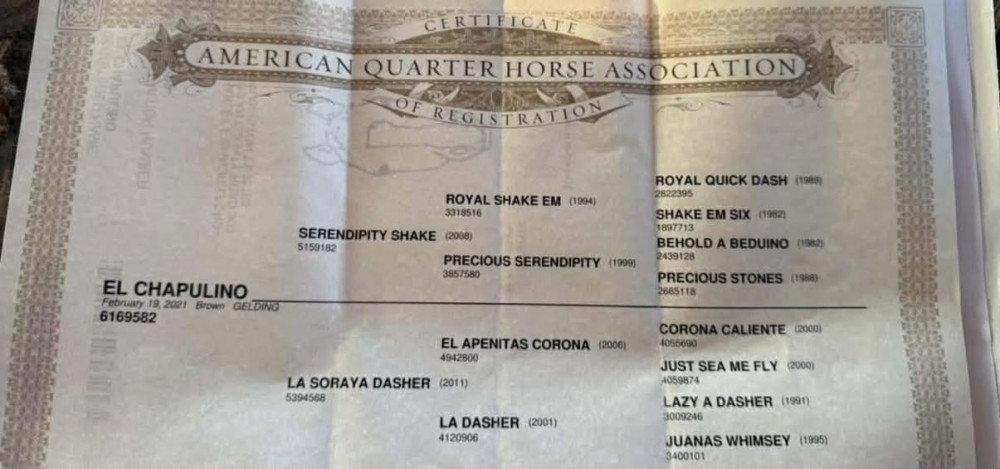 CERTIFICATE
AMERICAN QUARTER HORSE ASSOCIATION
OF REGISTRATION
ROYAL QUICK DASH (1989)
2822395
ROYAL SHAKE EM (1994)
3318516
SHAKE EM SIX (1982)
1897713
SERENDIPITY SHAKE (2008)
5159182
BEHOLD A BEDUINO (1982)
2439128
PRECIOUS SERENDIPITY (1999)
3857580
PRECIOUS STONES (1988)
2665118
EL CHAPULINO
February 19, 2021 Brown GELDING
6169582
CORONA CALIENTE (2000)
4055690
EL APENITAS CORONA (2006)
4942800
JUST SEA ME FLY (2000)
4059874
LA SORAYA DASHER (2011)
5394568
LAZY A DASHER (1991)
3009246
LA DASHER (2001)
4120906
JUANAS WHIMSEY (1995)
3400101